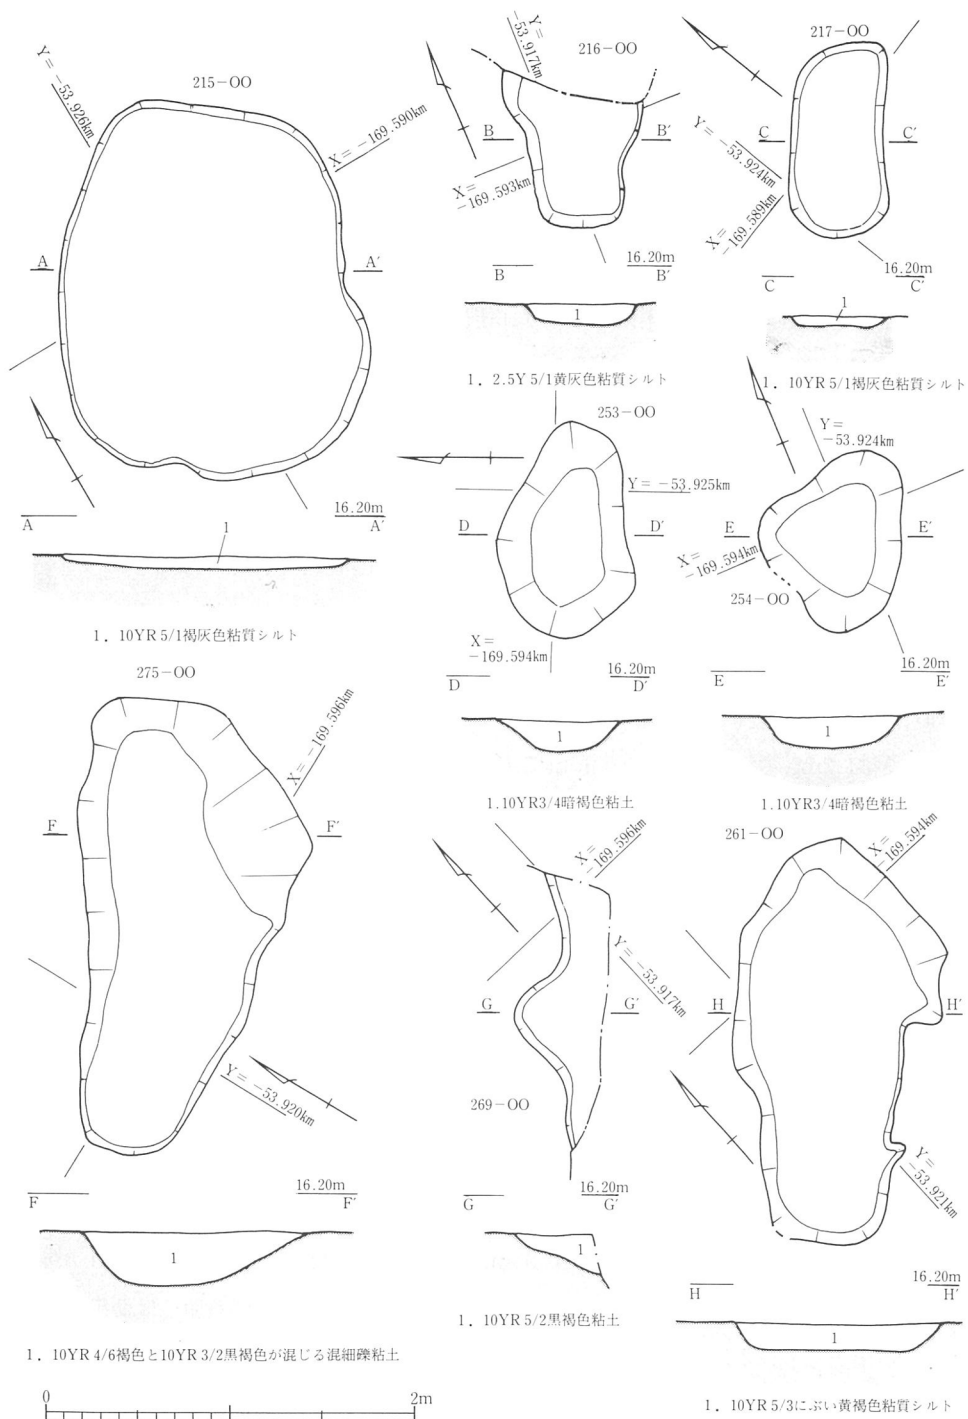 215-OO
Y= -53.926km
X= -169.590km
A
A′
16.20m
A
A′
1
1. 10YR 5/1褐灰色粘質シルト
216-OO
Y=
-53.917km
B
B′
X=
-169.593km
16.20m
B
B′
1
1. 2.5Y 5/1黄灰色粘質シルト
217-OO
C
C′
Y=
-53.924km
X=
-169.589km
16.20m
C
C′
1
1. 10YR 5/1褐灰色粘質シルト
253-OO
Y= -53.925km
D
D′
X=
-169.594km
16.20m
D
D′
1
1.10YR3/4暗褐色粘土
Y=
-53.924km
E
E′
X=
-169.594km
254-OO
16.20m
E
E′
1
1.10YR3/4暗褐色粘土
275-OO
X= -169.596km
F
F′
Y= -53.920km
16.20m
F
F′
1
1. 10YR 4/6褐色と10YR 3/2黒褐色が混じる混細礫粘土
X=
-169.596km
Y= -53.917km
G
G′
269-OO
16.20m
G
G′
1
1. 10YR 5/2黒褐色粘土
261-OO
X=
-169.594km
H
H′
Y=
-53.921km
16.20m
H
H′
1
1. 10YR 5/3にぶい黄褐色粘質シルト
0
2m